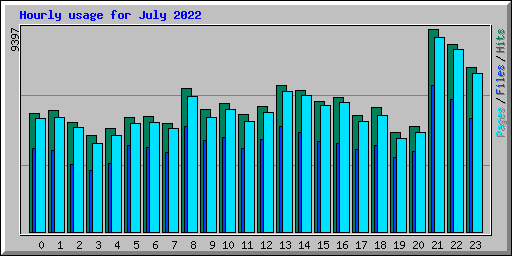 Hourly usage for July 2022
9397
Pages/Files/Hits
0 1 2 3 4 5 6 7 8 9 10 11 12 13 14 15 16 17 18 19 20 21 22 23